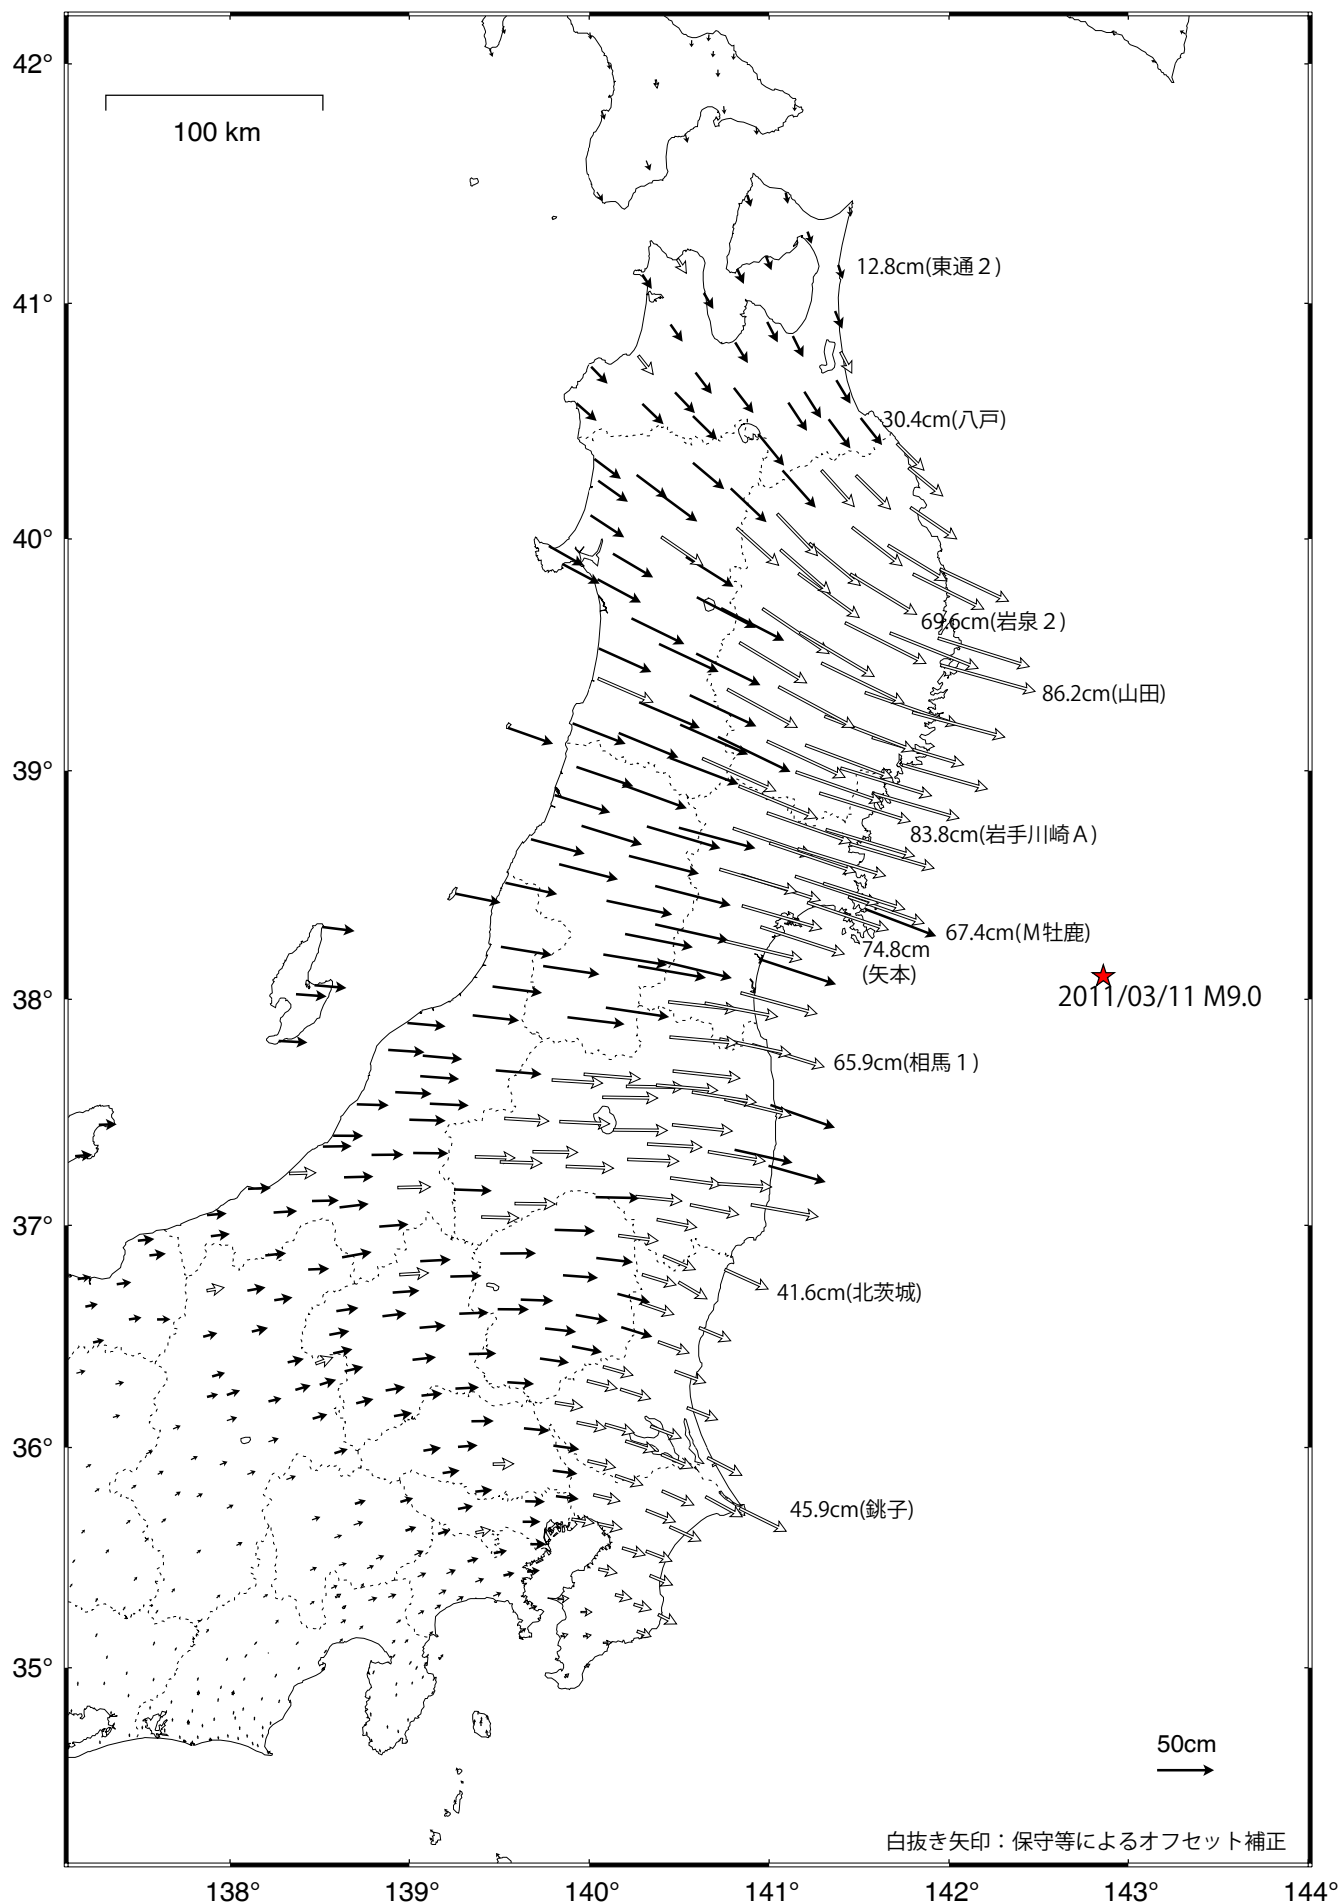 42°
100 km
12.8cm(東通２)
41°
30.4cm(八戸)
40°
69.6cm(岩泉２)
86.2cm(山田)
39°
83.8cm(岩手川崎Ａ)
67.4cm(Ｍ牡鹿)
74.8cm
(矢本)
38°
2011/03/11 M9.0
65.9cm(相馬１)
37°
41.6cm(北茨城)
36°
45.9cm(銚子)
35°
50cm
白抜き矢印：保守等によるオフセット補正
138°
139°
140°
141°
142°
143°
144°